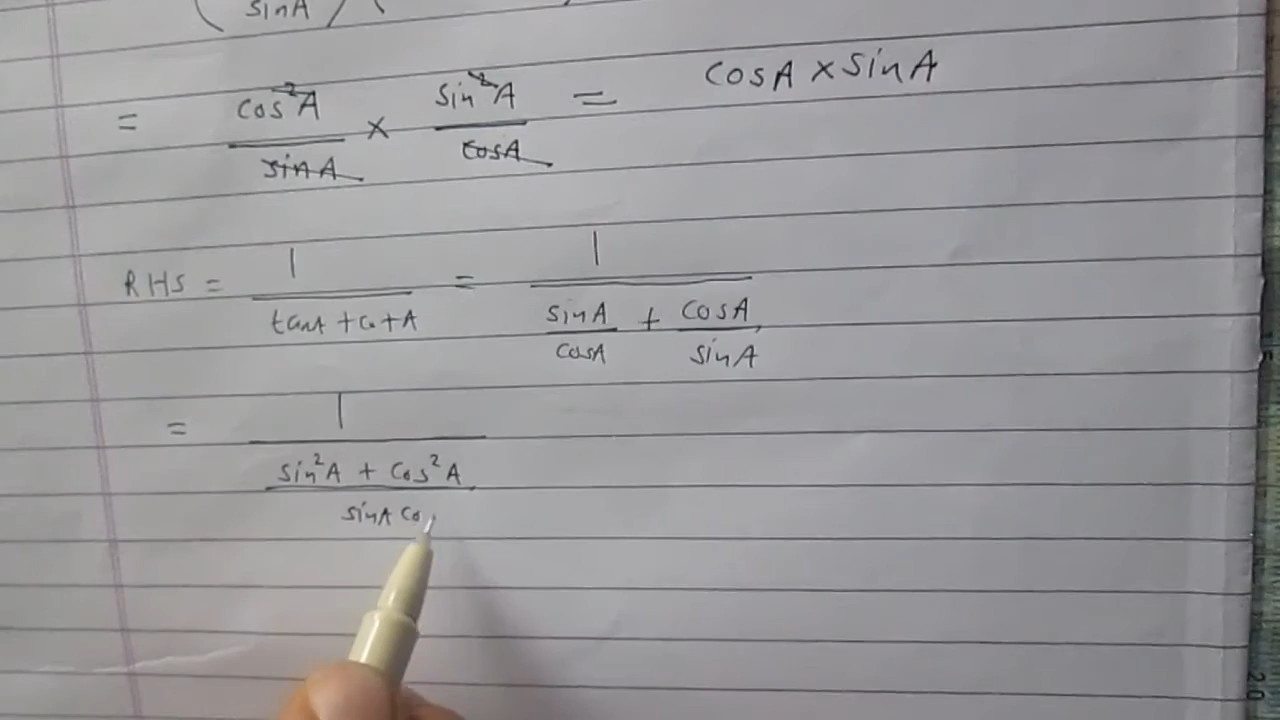 sinA
= cos²A / sinA × sin²A / cosA = cosA × sinA
RHS = 1 / tanA + cotA = 1 / sinA / cosA + cosA / sinA
= 1 / sin²A + cos²A / sinA co
20